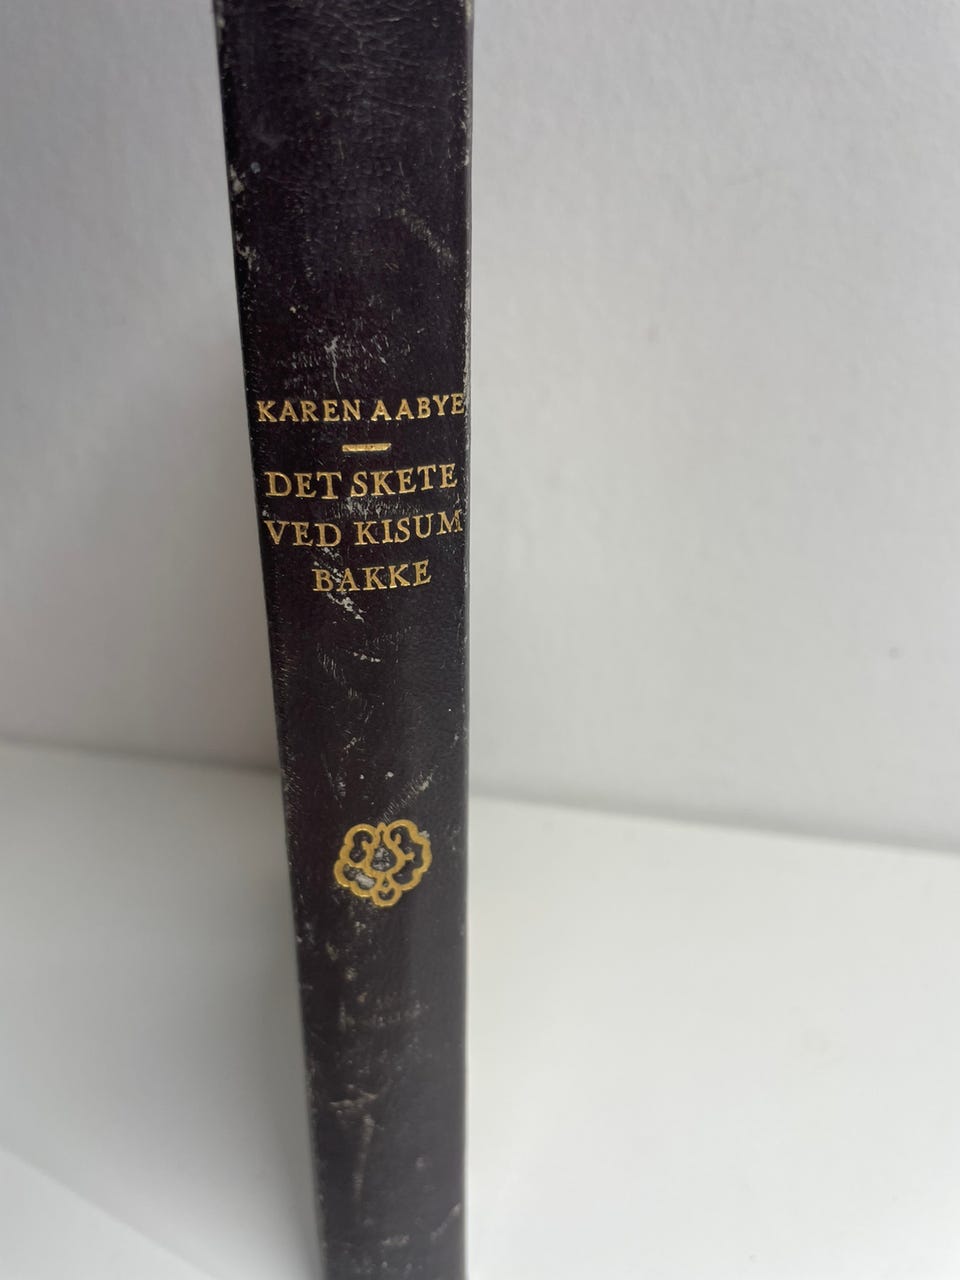 KAREN AABYE
DET SKETE
VED KISUM
BAKKE